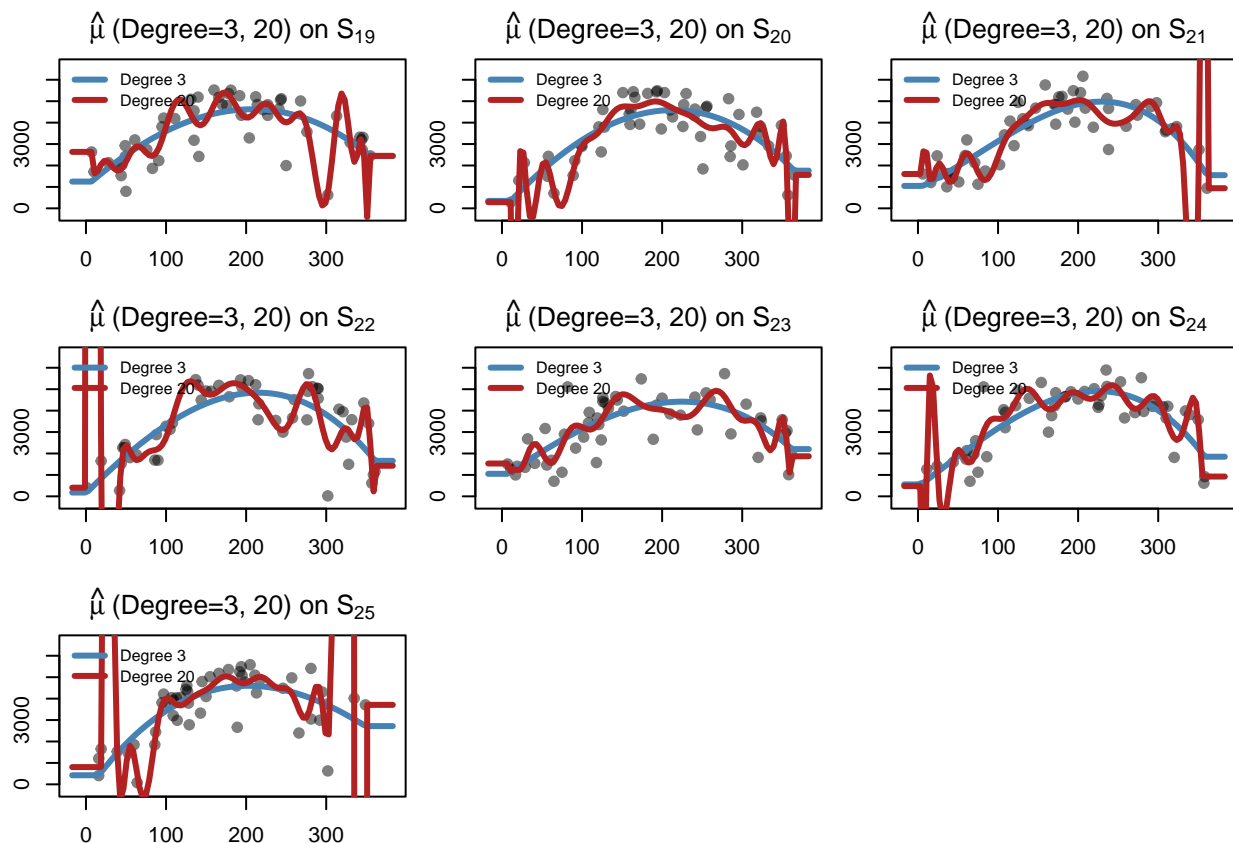 μ̂ (Degree=3, 20) on S₁₉
Degree 3
Degree 20
0 3000
0 100 200 300
μ̂ (Degree=3, 20) on S₂₀
Degree 3
Degree 20
0 3000
0 100 200 300
μ̂ (Degree=3, 20) on S₂₁
Degree 3
Degree 20
0 3000
0 100 200 300
μ̂ (Degree=3, 20) on S₂₂
Degree 3
Degree 20
0 3000
0 100 200 300
μ̂ (Degree=3, 20) on S₂₃
Degree 3
Degree 20
0 3000
0 100 200 300
μ̂ (Degree=3, 20) on S₂₄
Degree 3
Degree 20
0 3000
0 100 200 300
μ̂ (Degree=3, 20) on S₂₅
Degree 3
Degree 20
0 3000
0 100 200 300